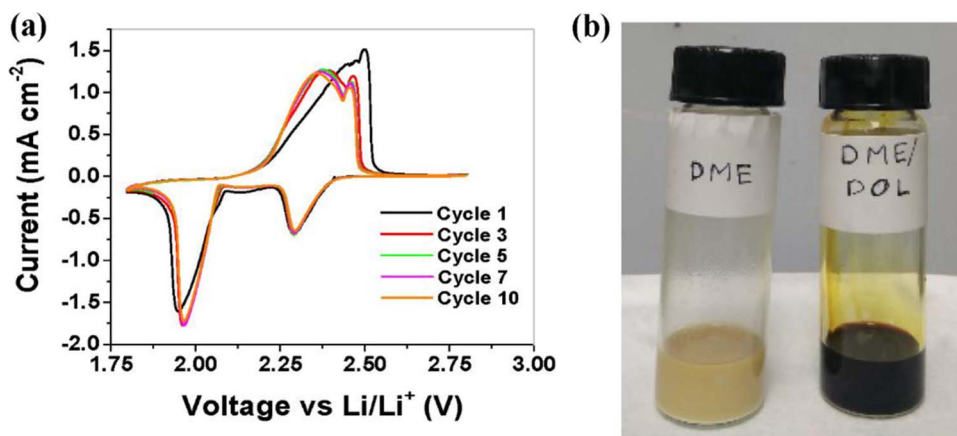 (a)
1.5
1.0
0.5
0.0
-0.5
-1.0
-1.5
-2.0
Current (mA cm⁻²)
Cycle 1
Cycle 3
Cycle 5
Cycle 7
Cycle 10
1.75 2.00 2.25 2.50 2.75 3.00
Voltage vs Li/Li⁺ (V)
(b)
DME
DME/
DOL